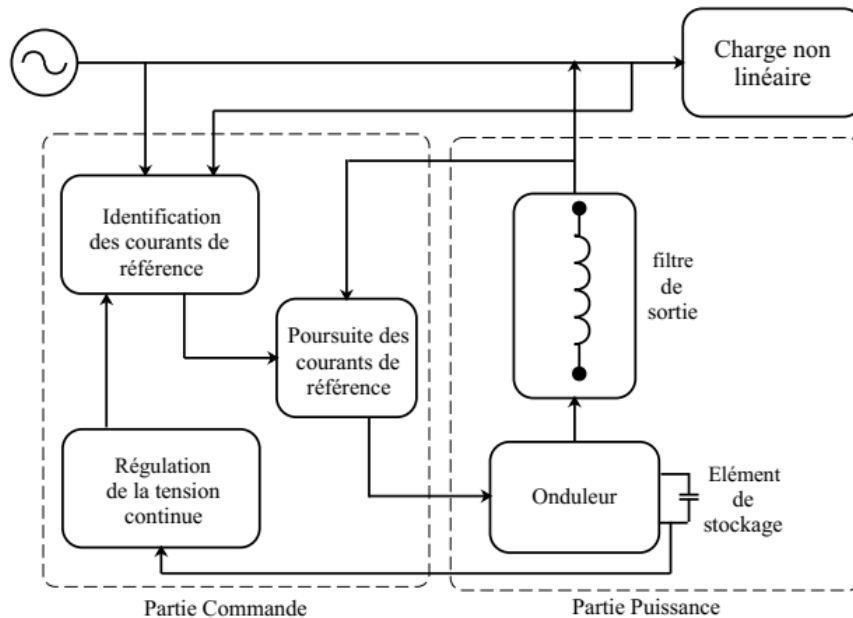 Charge non
linéaire
Identification
des courants de
référence
filtre
de
sortie
Poursuite des
courants de
référence
Régulation
de la tension
continue
Onduleur
Elément
de
stockage
Partie Commande
Partie Puissance